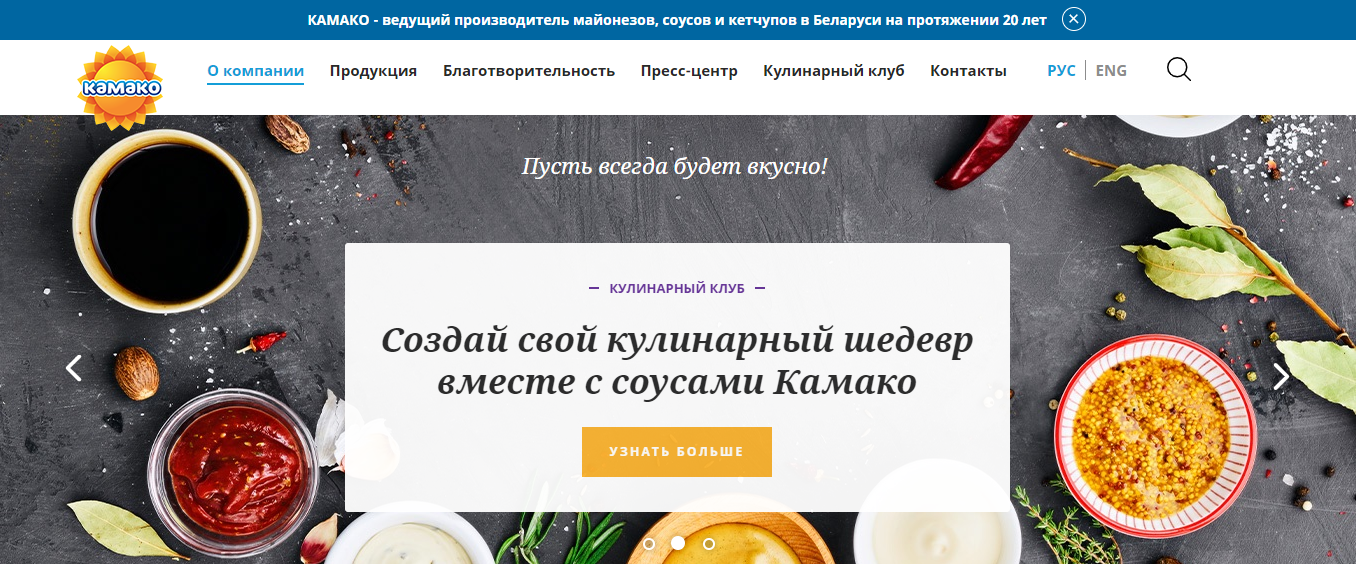 КАМАКО - ведущий производитель майонезов, соусов и кетчупов в Беларуси на протяжении 20 лет
камако
О компании Продукция Благотворительность Пресс-центр Кулинарный клуб Контакты РУС ENG
Пусть всегда будет вкусно!
КУЛИНАРНЫЙ КЛУБ
Создай свой кулинарный шедевр
вместе с соусами Камако
УЗНАТЬ БОЛЬШЕ